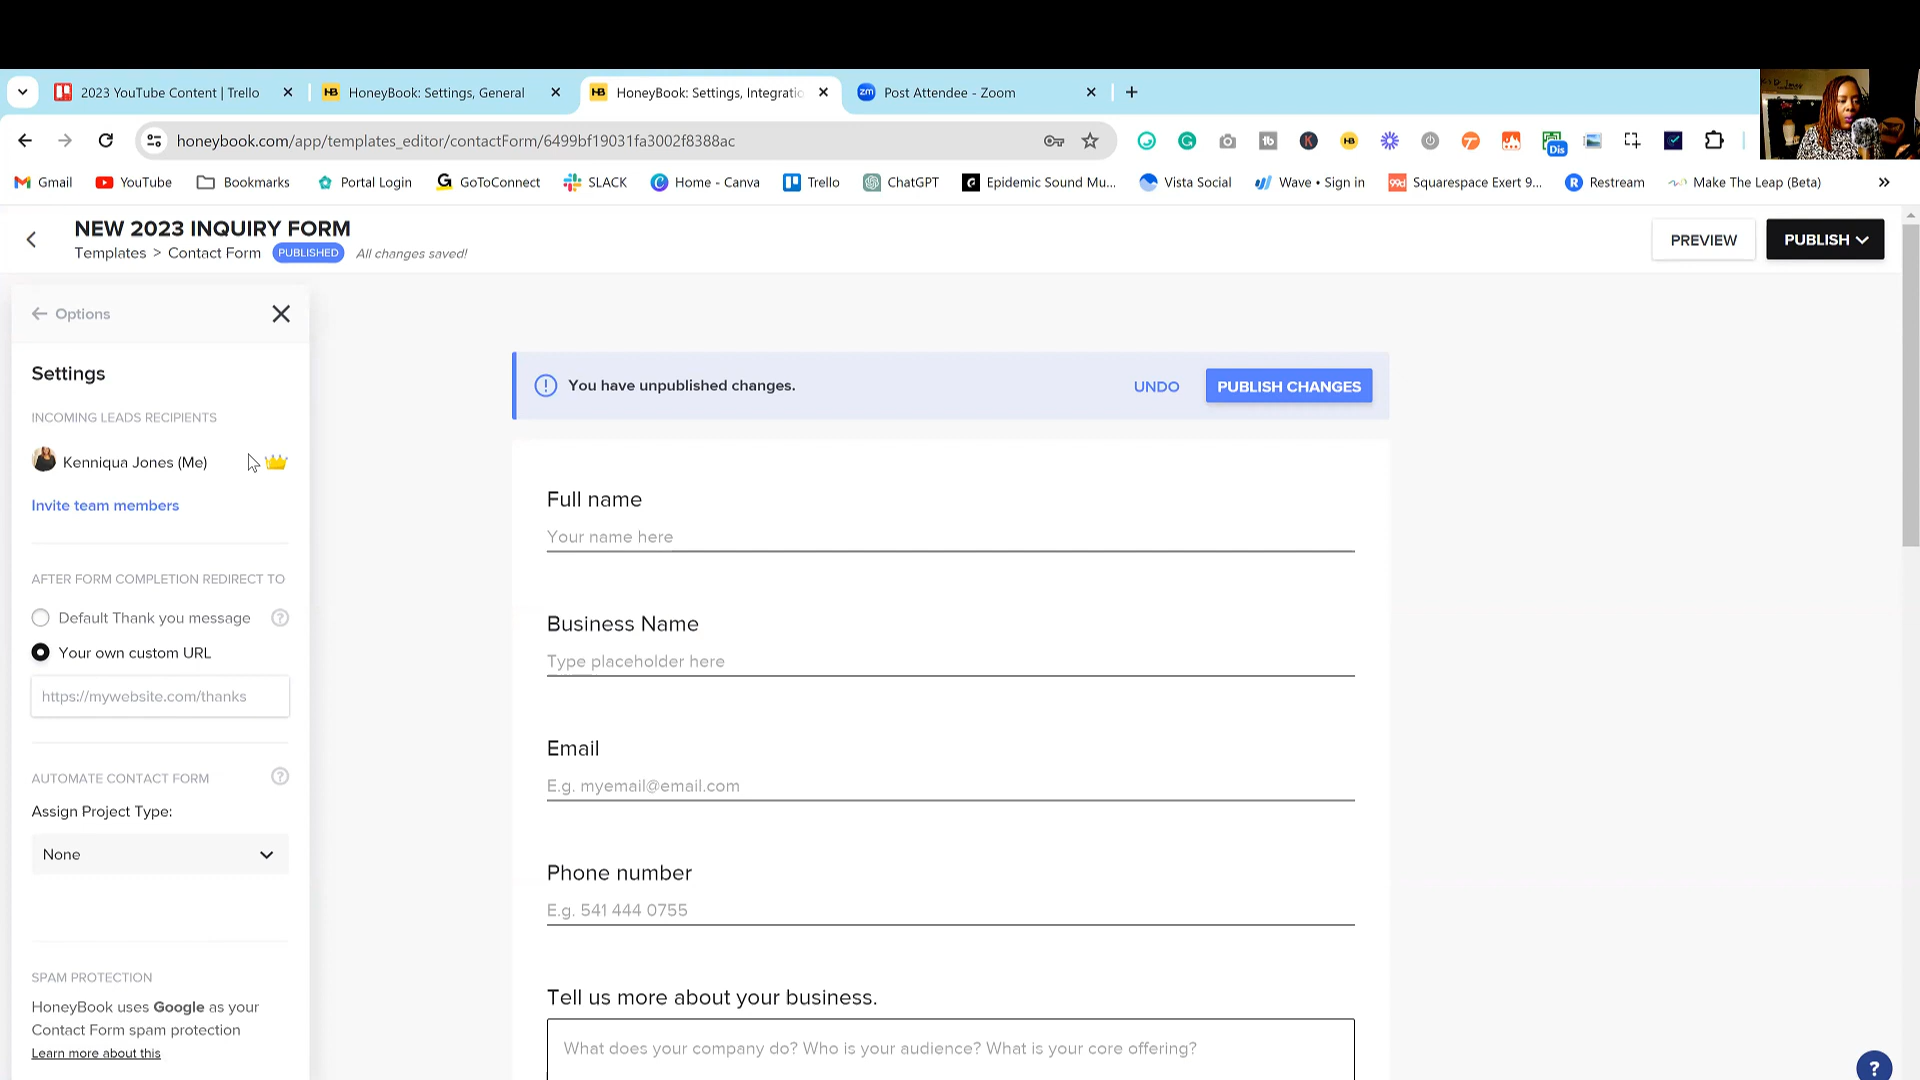 2023 YouTube Content | Trello
HoneyBook: Settings, General
HoneyBook: Settings, Integratio
Post Attendee - Zoom
honeybook.com/app/templates_editor/contactForm/6499bf19031fa3002f8388ac
Gmail
YouTube
Bookmarks
Portal Login
GoToConnect
SLACK
Home - Canva
Trello
ChatGPT
Epidemic Sound Mu...
Vista Social
Wave • Sign in
Squarespace Exert 9...
Restream
Make The Leap (Beta)
NEW 2023 INQUIRY FORM
Templates > Contact Form PUBLISHED All changes saved!
PREVIEW
PUBLISH
Options
Settings
INCOMING LEADS RECIPIENTS
Kenniqua Jones (Me)
Invite team members
AFTER FORM COMPLETION REDIRECT TO
Default Thank you message
Your own custom URL
https://mywebsite.com/thanks
AUTOMATE CONTACT FORM
Assign Project Type:
None
SPAM PROTECTION
HoneyBook uses Google as your
Contact Form spam protection
Learn more about this
You have unpublished changes.
UNDO
PUBLISH CHANGES
Full name
Your name here
Business Name
Type placeholder here
Email
E.g. myemail@email.com
Phone number
E.g. 541 444 0755
Tell us more about your business.
What does your company do? Who is your audience? What is your core offering?